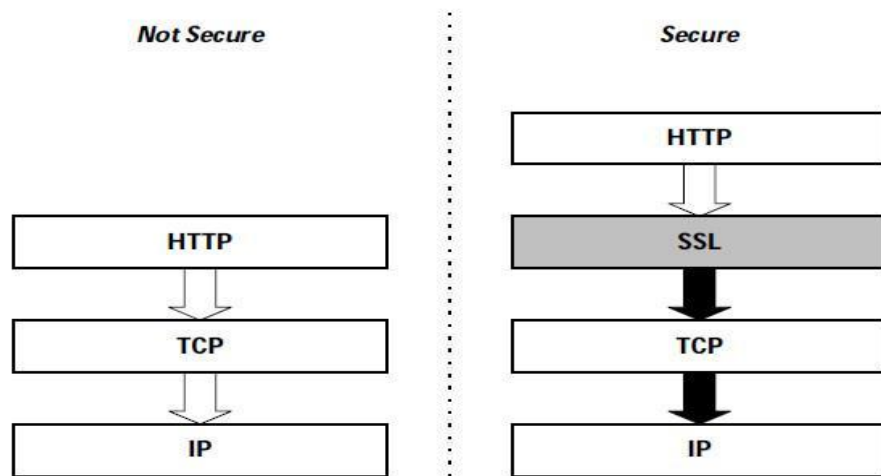 Not Secure
HTTP
TCP
IP
Secure
HTTP
SSL
TCP
IP